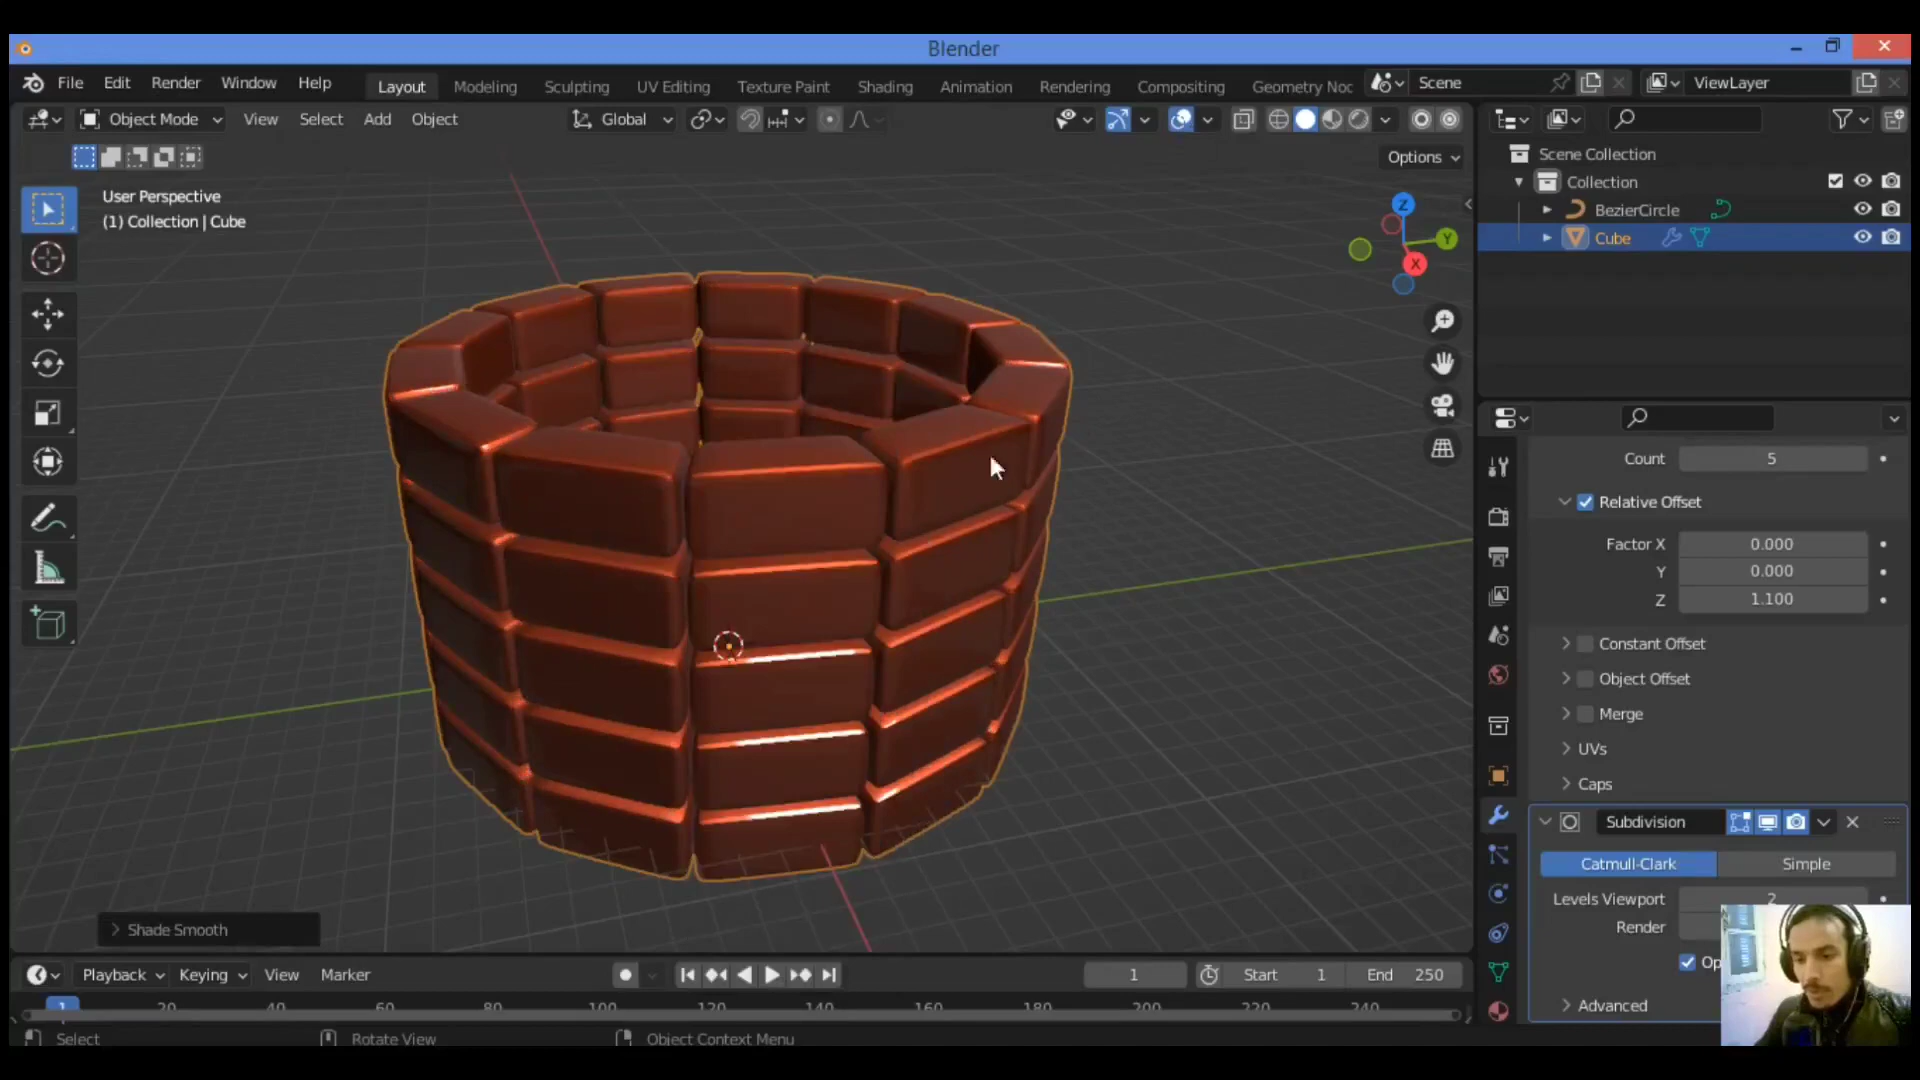 Blender
File Edit Render Window Help Layout Modeling Sculpting UV Editing Texture Paint Shading Animation Rendering Compositing Geometry Noc Scene ViewLayer
Object Mode View Select Add Object Global
Options
User Perspective
(1) Collection | Cube
Z
Y
X
Scene Collection
Collection
BezierCircle
Cube
Count 5
Relative Offset
Factor X 0.000
Y 0.000
Z 1.100
Constant Offset
Object Offset
Merge
UVs
Caps
Subdivision
Catmull-Clark Simple
Levels Viewport 2
Render
Op
Advanced
Shade Smooth
Playback Keying View Marker 1 Start 1 End 250
1 20 40 60 80 100 120 140 160 180 200 220 240
Select Rotate View Object Context Menu